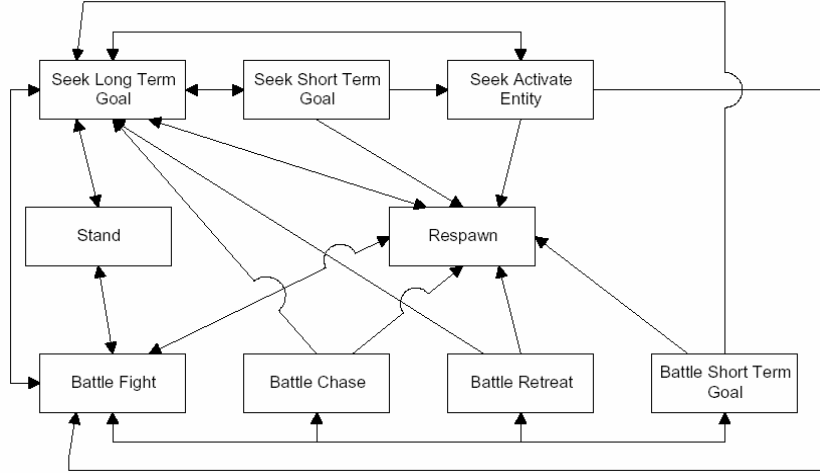 Seek Long Term
Goal
Seek Short Term
Goal
Seek Activate
Entity
Stand
Respawn
Battle Fight
Battle Chase
Battle Retreat
Battle Short Term
Goal